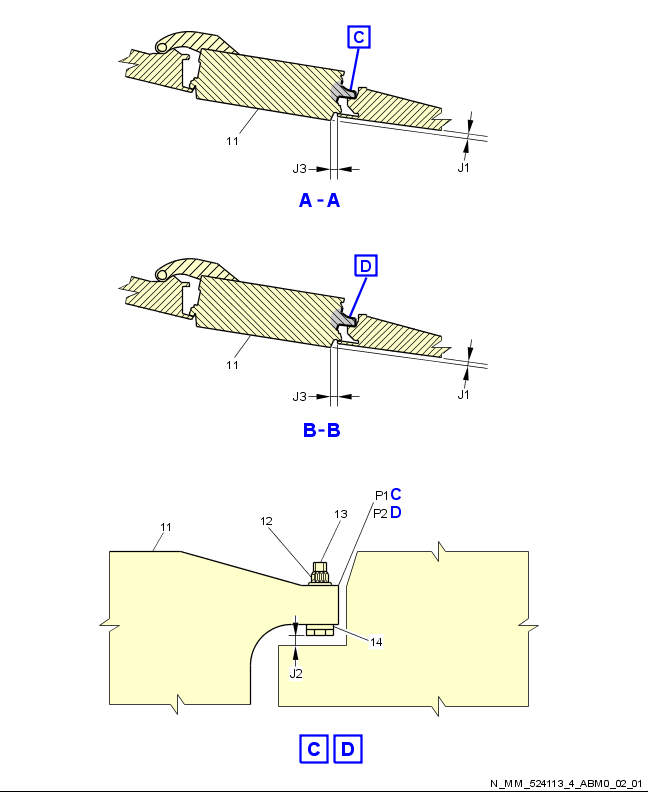 C
11
J3
J1
A - A
D
11
J3
J1
B-B
P1 C
P2 D
11
12
13
14
J2
C D
N_MM_524113_4_ABM0_02_01